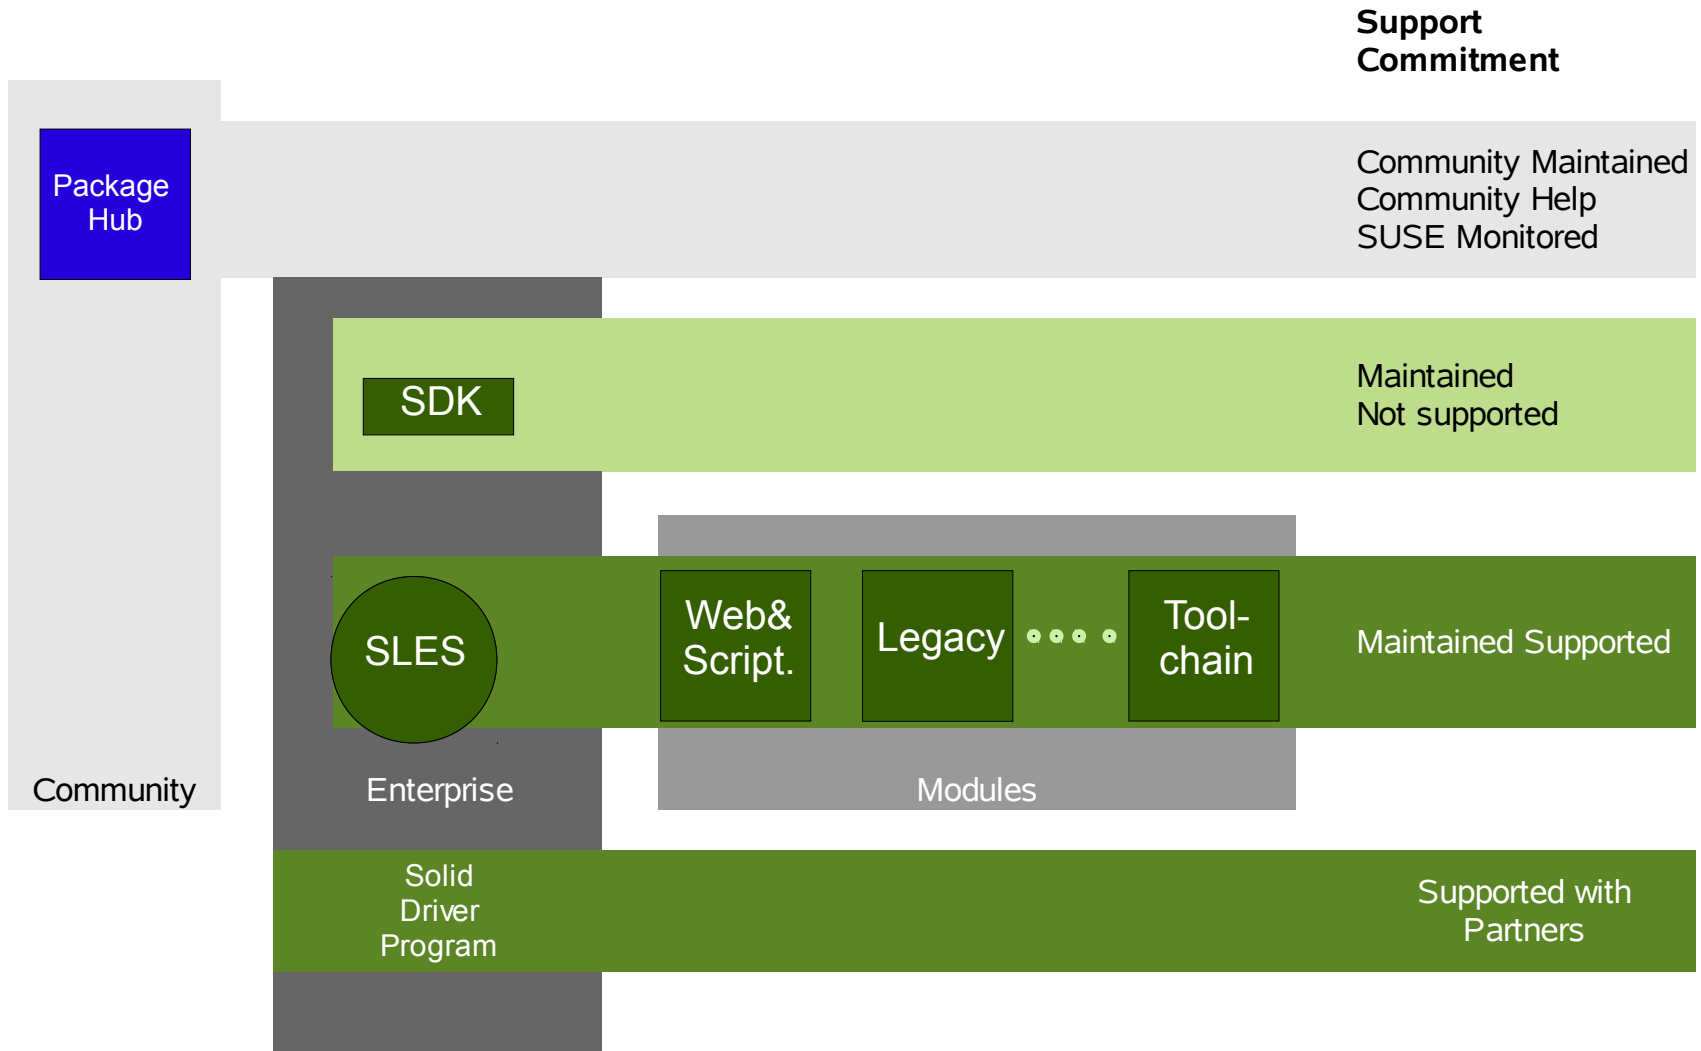 Support
Commitment
Package
Hub
Community Maintained
Community Help
SUSE Monitored
SDK
Maintained
Not supported
SLES
Web&
Script.
Legacy
Tool-
chain
Maintained Supported
Community
Enterprise
Modules
Solid
Driver
Program
Supported with
Partners